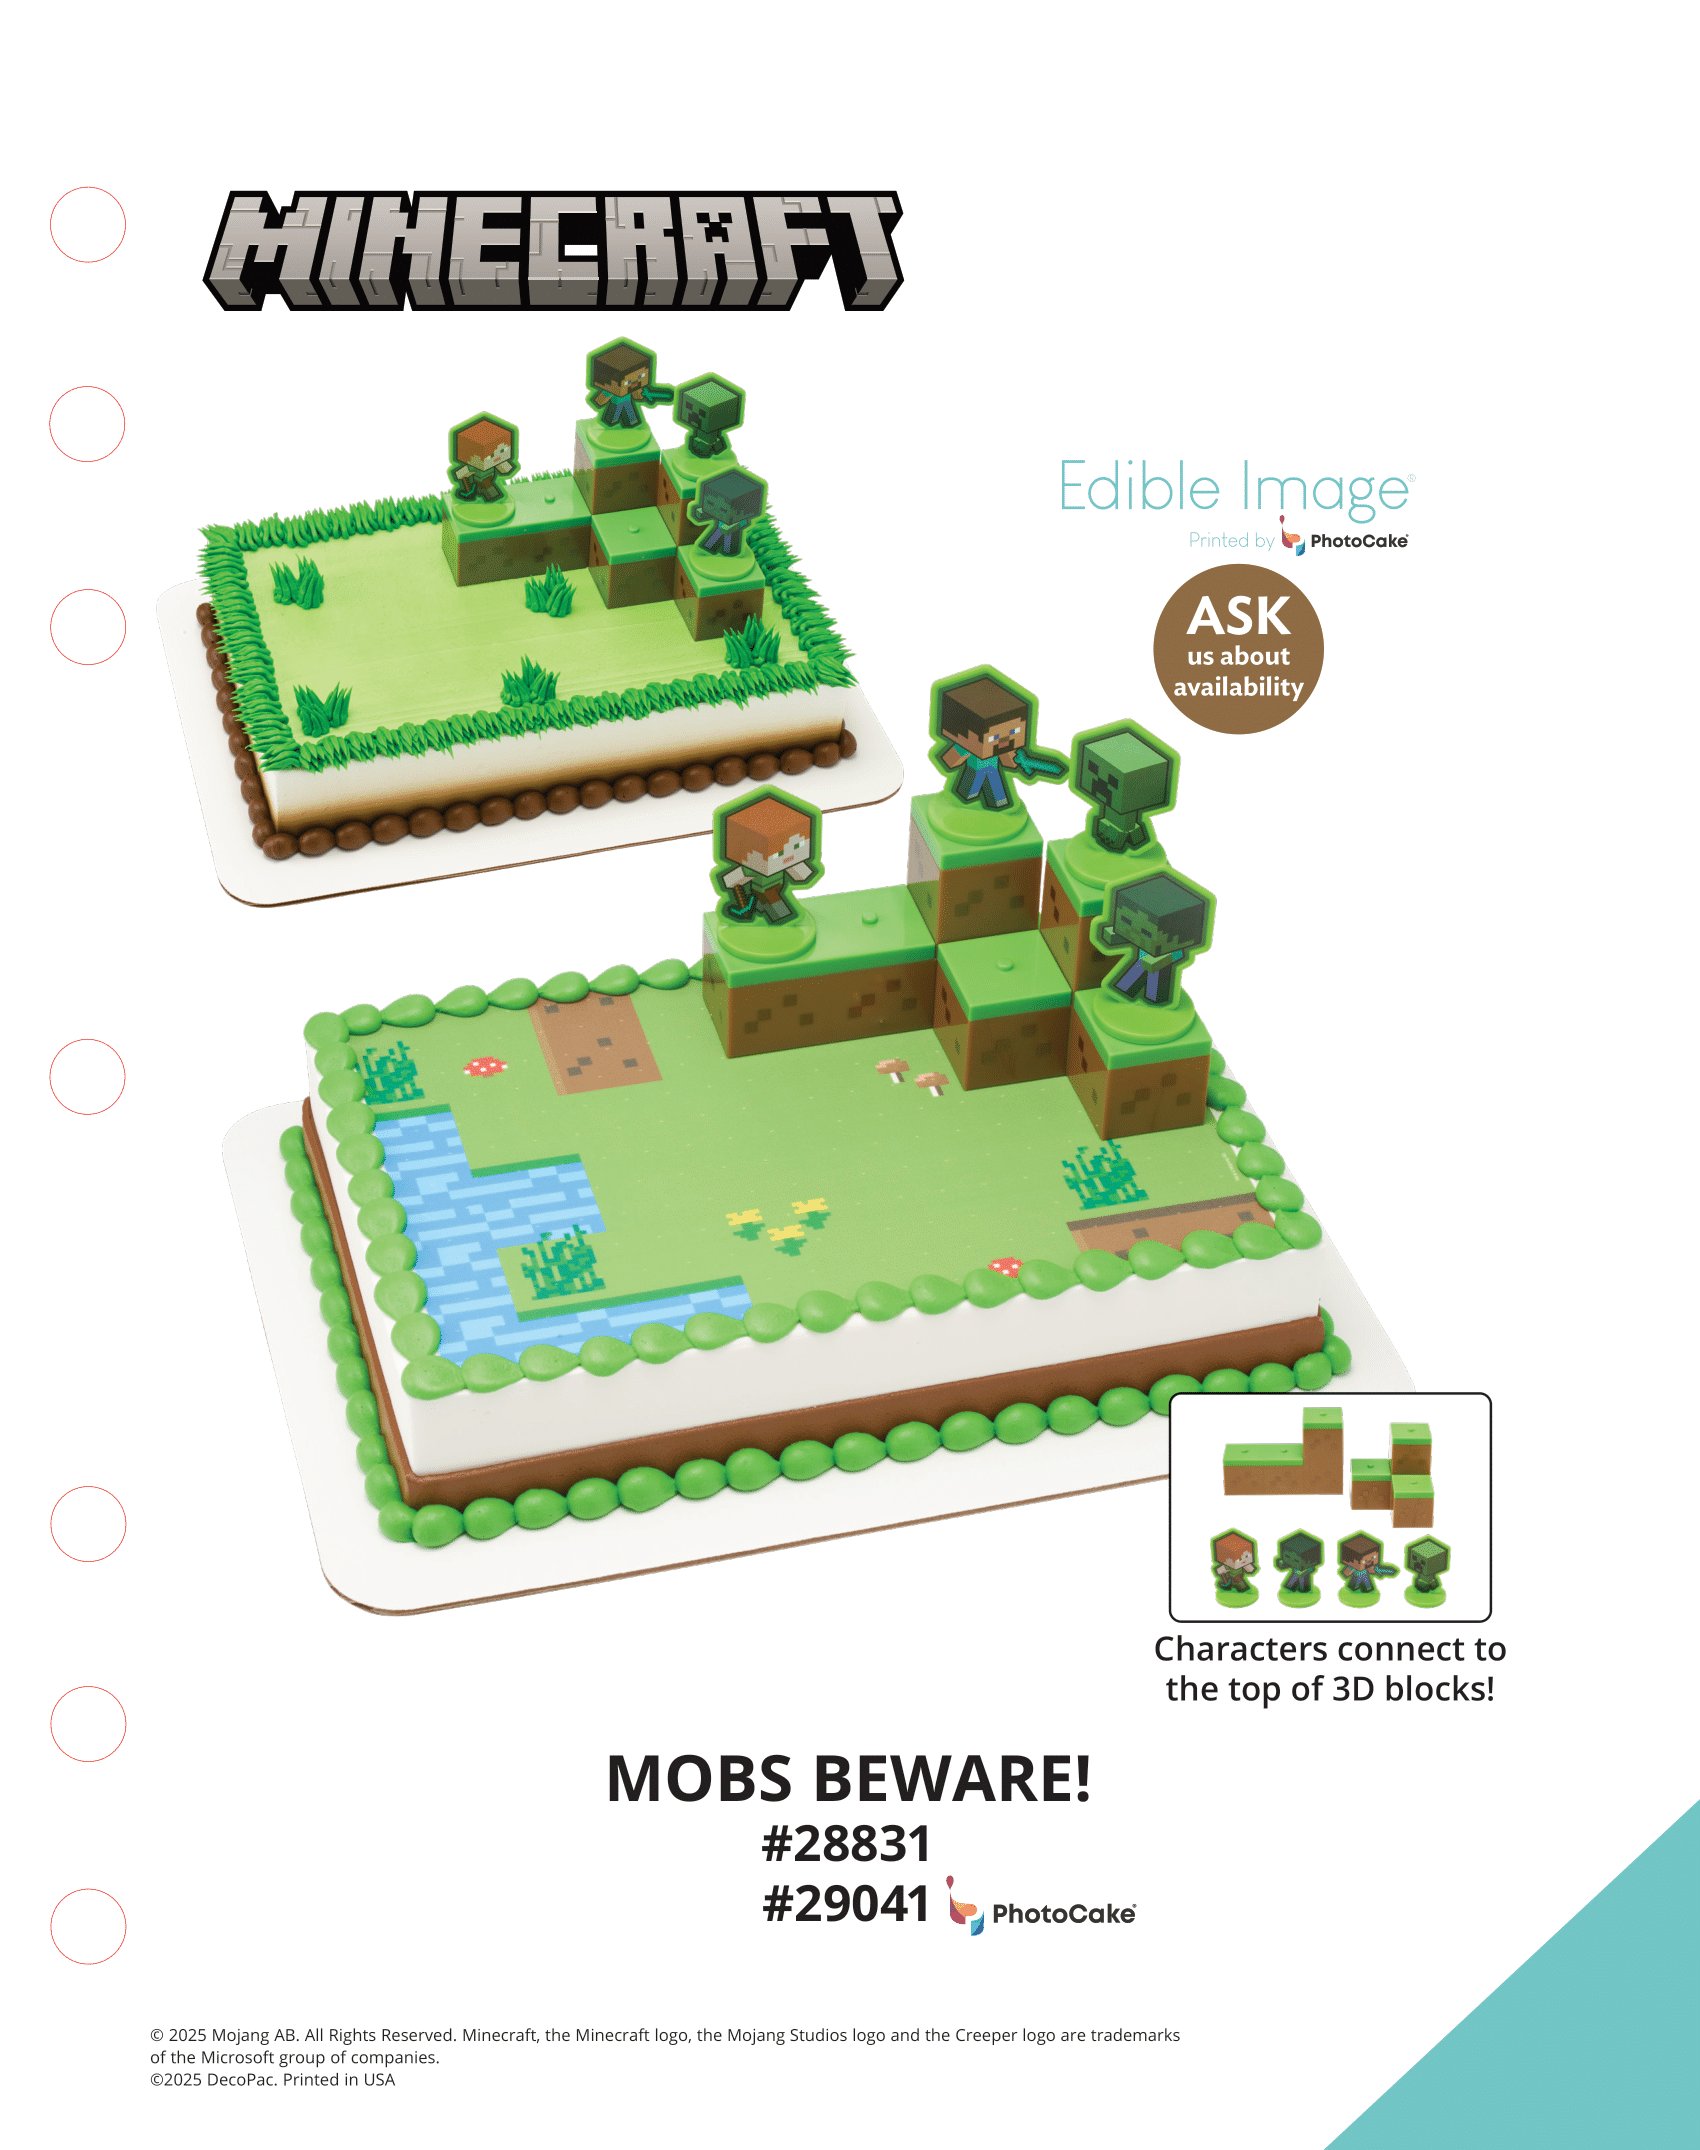 MINECRAFT
Edible Image®
Printed by PhotoCake®
ASK
us about
availability
Characters connect to
the top of 3D blocks!
MOBS BEWARE!
#28831
#29041 PhotoCake®
© 2025 Mojang AB. All Rights Reserved. Minecraft, the Minecraft logo, the Mojang Studios logo and the Creeper logo are trademarks
of the Microsoft group of companies.
©2025 DecoPac. Printed in USA